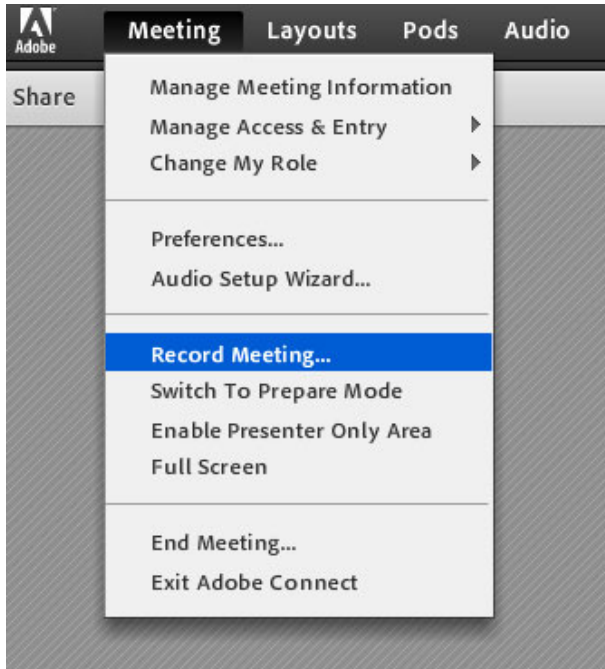 Adobe
Meeting Layouts Pods Audio
Share
Manage Meeting Information
Manage Access & Entry
Change My Role
Preferences...
Audio Setup Wizard...
Record Meeting...
Switch To Prepare Mode
Enable Presenter Only Area
Full Screen
End Meeting...
Exit Adobe Connect